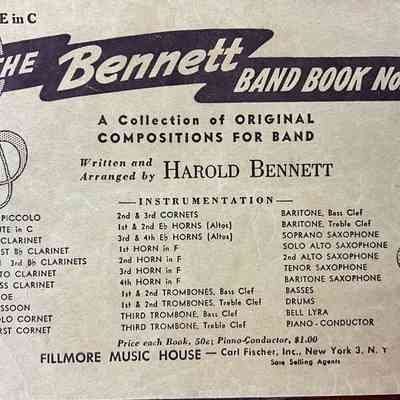 E in C
THE Bennett BAND BOOK No
A Collection of ORIGINAL
COMPOSITIONS FOR BAND
Written and
Arranged by HAROLD BENNETT
INSTRUMENTATION
PICCOLO
UTE in C
CLARINET
ST B♭ CLARINET
3rd B♭ CLARINETS
TO CLARINET
SS CLARINET
OE
SSOON
LO CORNET
RST CORNET
2nd & 3rd CORNETS
1st & 2nd E♭ HORNS (Altos)
3rd & 4th E♭ HORNS (Altos)
1st HORN in F
2nd HORN in F
3rd HORN in F
4th HORN in F
1st & 2nd TROMBONES, Bass Clef
1st & 2nd TROMBONES, Treble Clef
THIRD TROMBONE, Bass Clef
THIRD TROMBONE, Treble Clef
BARITONE, Bass Clef
BARITONE, Treble Clef
SOPRANO SAXOPHONE
SOLO ALTO SAXOPHONE
2nd ALTO SAXOPHONE
TENOR SAXOPHONE
BARITONE SAXOPHONE
BASSES
DRUMS
BELL LYRA
PIANO-CONDUCTOR
Price each Book, 50c; Piano-Conductor, $1.00
FILLMORE MUSIC HOUSE — Carl Fischer, Inc., New York 3, N. Y
Sole Selling Agents